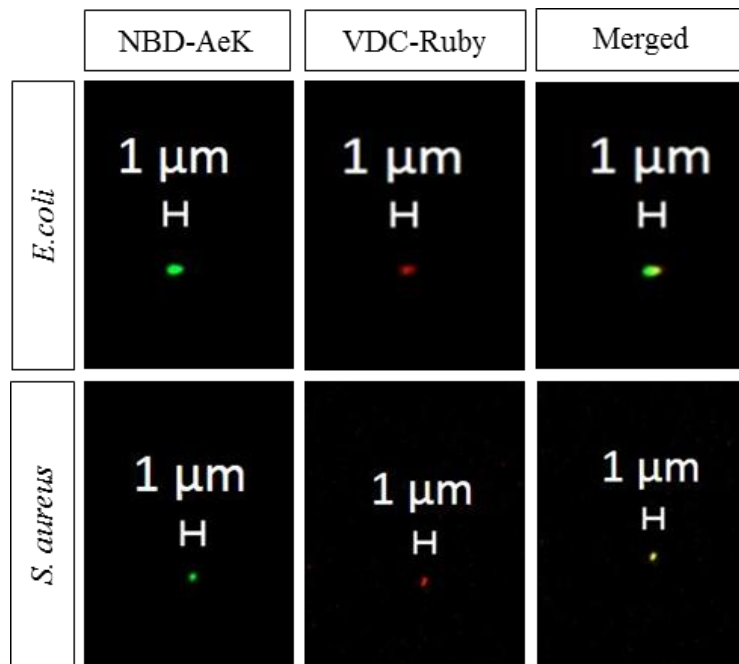 NBD-AeK VDC-Ruby Merged
E.coli
1 μm 1 μm 1 μm
S. aureus
1 μm 1 μm 1 μm